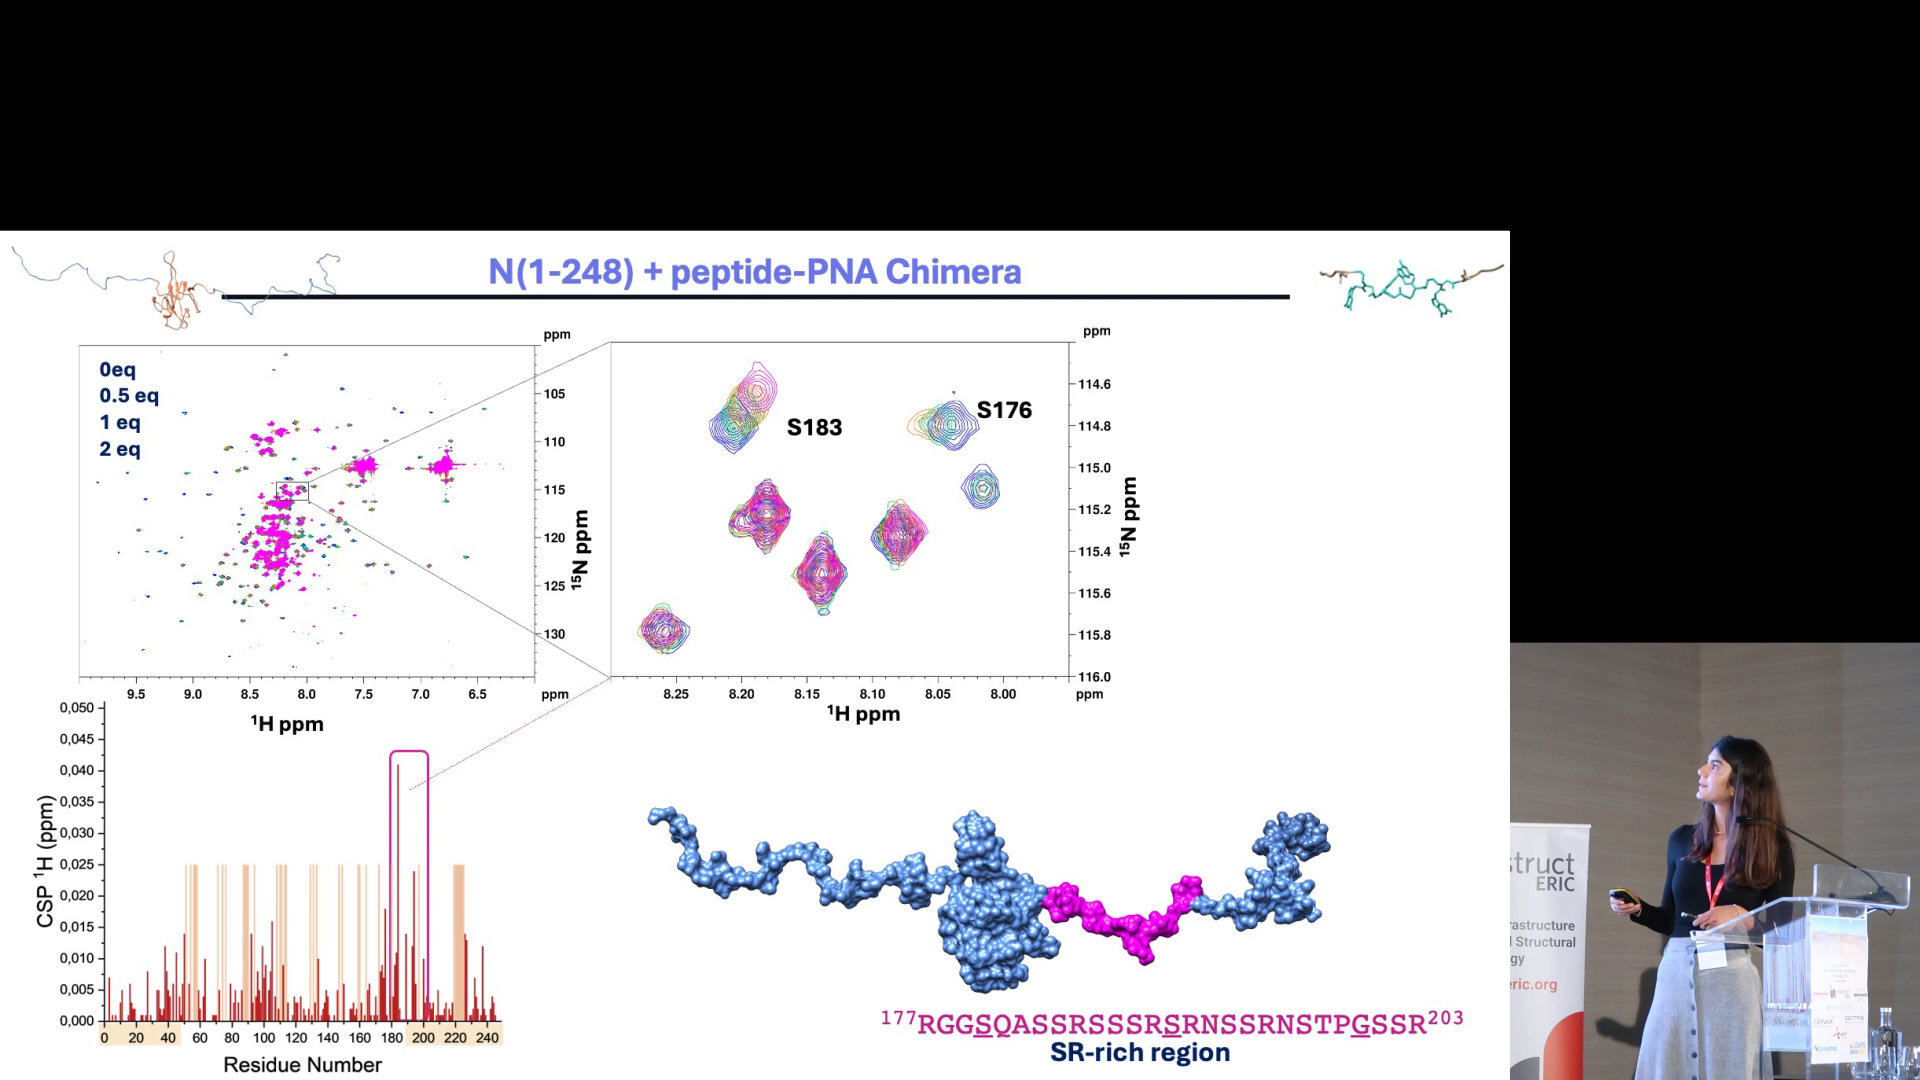 N(1-248) + peptide-PNA Chimera
0eq
0.5 eq
1 eq
2 eq
ppm
105
110
115
120
125
130
¹⁵N ppm
9.5 9.0 8.5 8.0 7.5 7.0 6.5 ppm
¹H ppm
ppm
S183
S176
114.6
114.8
115.0
115.2
115.4
115.6
115.8
116.0
¹⁵N ppm
8.25 8.20 8.15 8.10 8.05 8.00 ppm
¹H ppm
0,050
0,045
0,040
0,035
0,030
0,025
0,020
0,015
0,010
0,005
0,000
CSP ¹H (ppm)
0 20 40 60 80 100 120 140 160 180 200 220 240
Residue Number
¹⁷⁷RGGSQASSRSSSRSRNSSRNSTPGSSR²⁰³
SR-rich region
struct
ERIC
rastructure
Structural
gy
eric.org